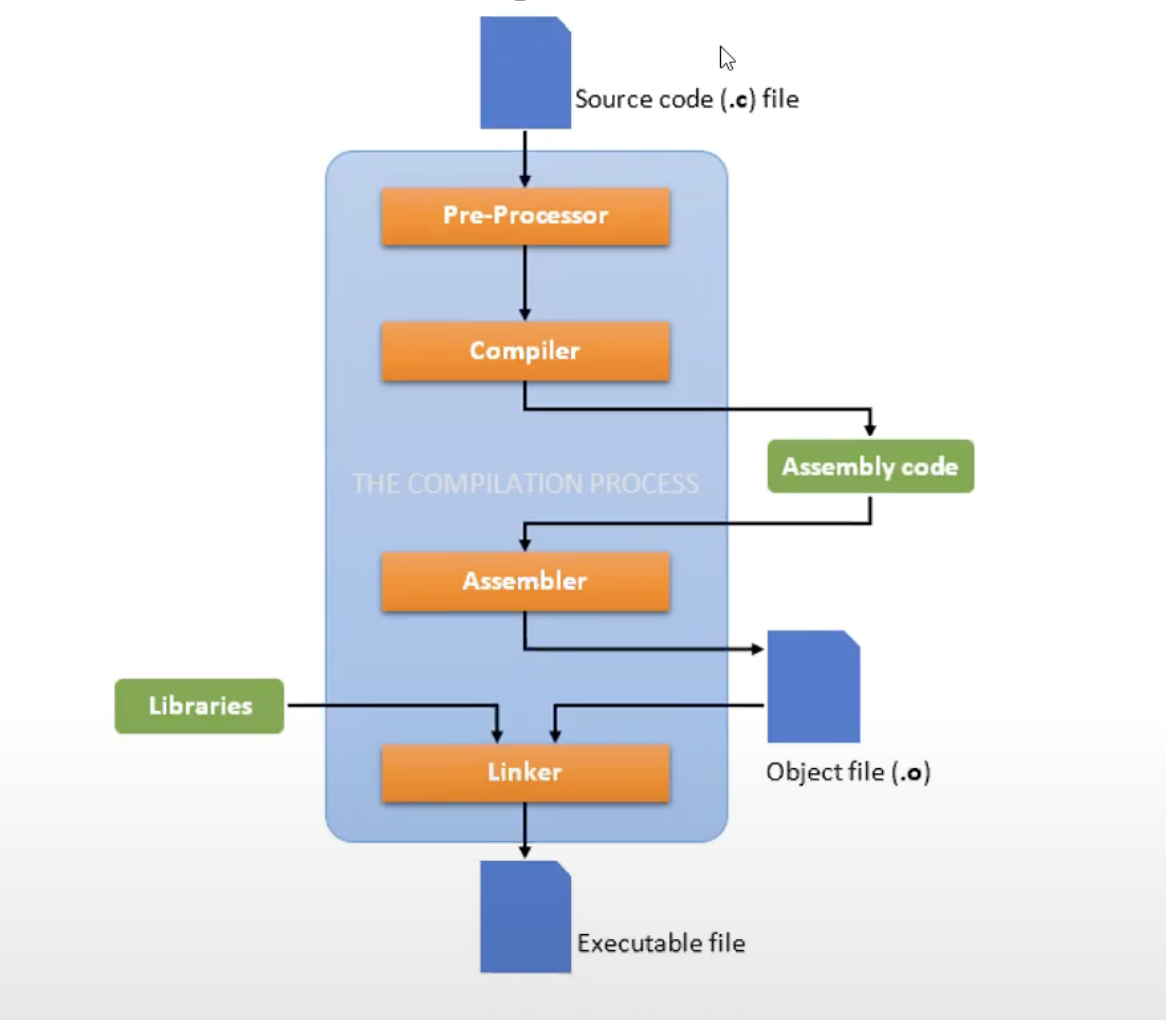 Source code (.c) file
Pre-Processor
Compiler
Assembly code
THE COMPILATION PROCESS
Assembler
Libraries
Linker
Object file (.o)
Executable file